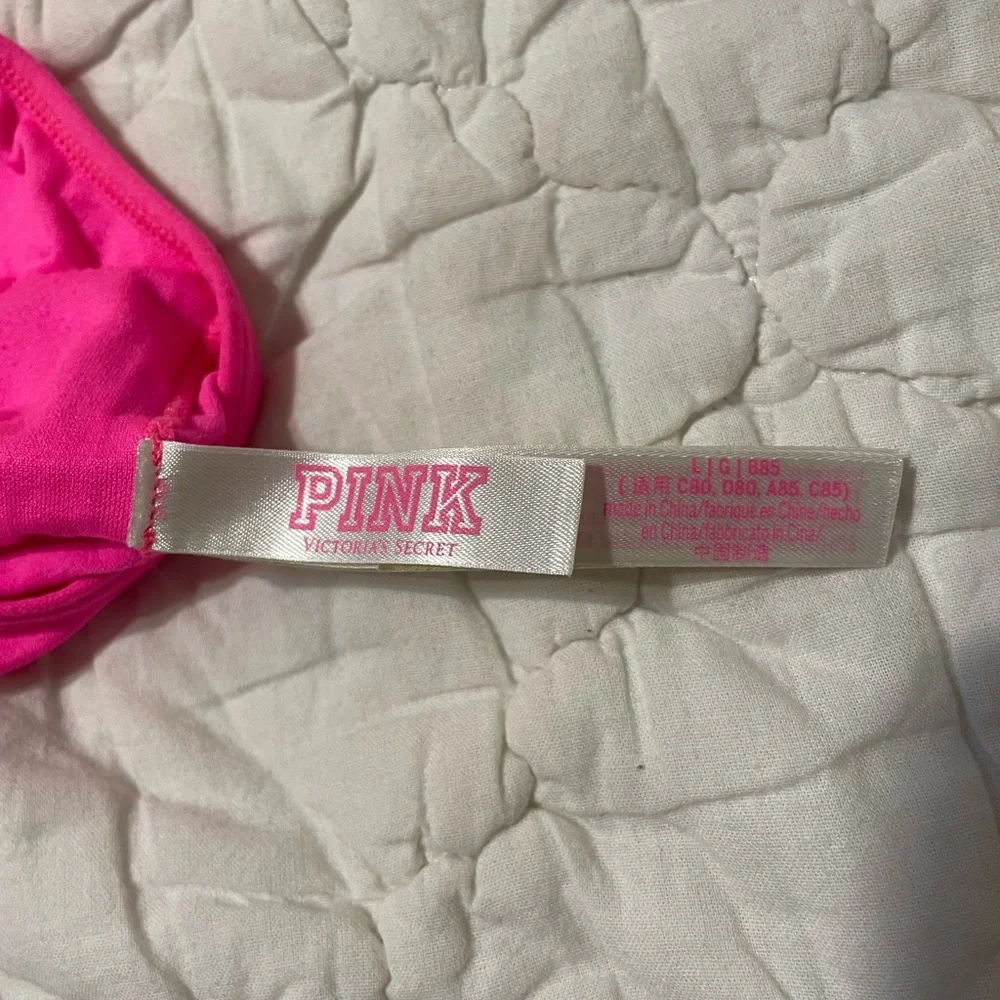 PINK
VICTORIA'S SECRET
L | G | B85
(适用 C80, D80, A85, C85)
made in China/fabriqué en Chine/hecho
en China/fabbricato in Cina/
中国制造